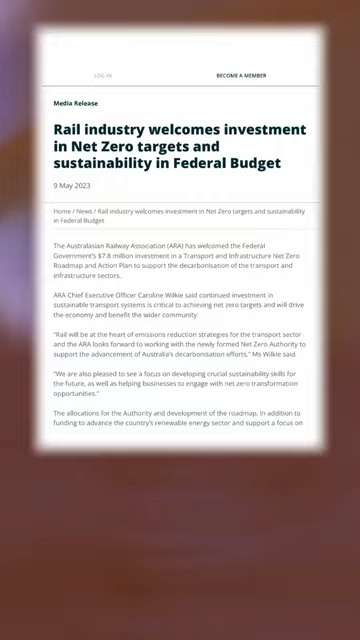 LOG IN
BECOME A MEMBER
Media Release
Rail industry welcomes investment
in Net Zero targets and
sustainability in Federal Budget
9 May 2023
Home / News / Rail industry welcomes investment in Net Zero targets and sustainability
in Federal Budget
The Australasian Railway Association (ARA) has welcomed the Federal
Government's $7.8 million investment in a Transport and Infrastructure Net Zero
Roadmap and Action Plan to support the decarbonisation of the transport and
infrastructure sectors.
ARA Chief Executive Officer Caroline Wilkie said continued investment in
sustainable transport systems is critical to achieving net zero targets and will drive
the economy and benefit the wider community.
"Rail will be at the heart of emissions reduction strategies for the transport sector
and the ARA looks forward to working with the newly formed Net Zero Authority to
support the advancement of Australia's decarbonisation efforts," Ms Wilkie said.
"We are also pleased to see a focus on developing crucial sustainability skills for
the future, as well as helping businesses to engage with net zero transformation
opportunities."
The allocations for the Authority and development of the roadmap, in addition to
funding to advance the country's renewable energy sector and support a focus on